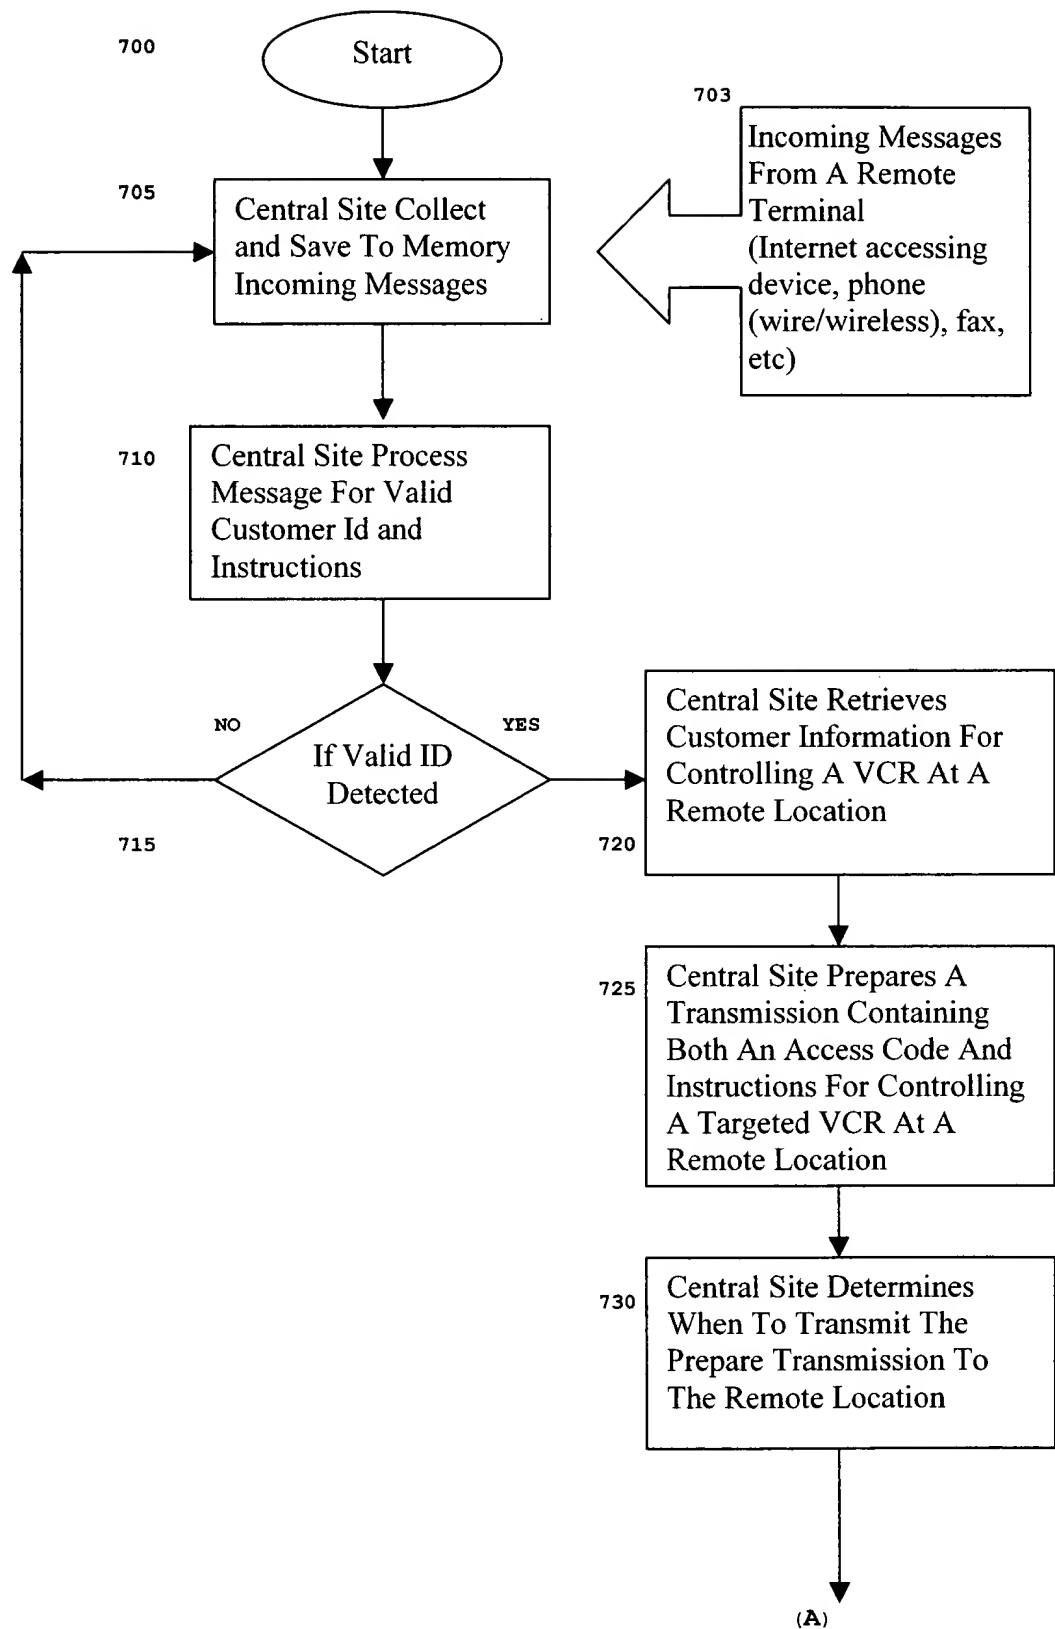 700
Start
703
Incoming Messages
From A Remote
Terminal
(Internet accessing
device, phone
(wire/wireless), fax,
etc)
705
Central Site Collect
and Save To Memory
Incoming Messages
710
Central Site Process
Message For Valid
Customer Id and
Instructions
NO
YES
If Valid ID
Detected
715
720
Central Site Retrieves
Customer Information For
Controlling A VCR At A
Remote Location
725
Central Site Prepares A
Transmission Containing
Both An Access Code And
Instructions For Controlling
A Targeted VCR At A
Remote Location
730
Central Site Determines
When To Transmit The
Prepare Transmission To
The Remote Location
(A)